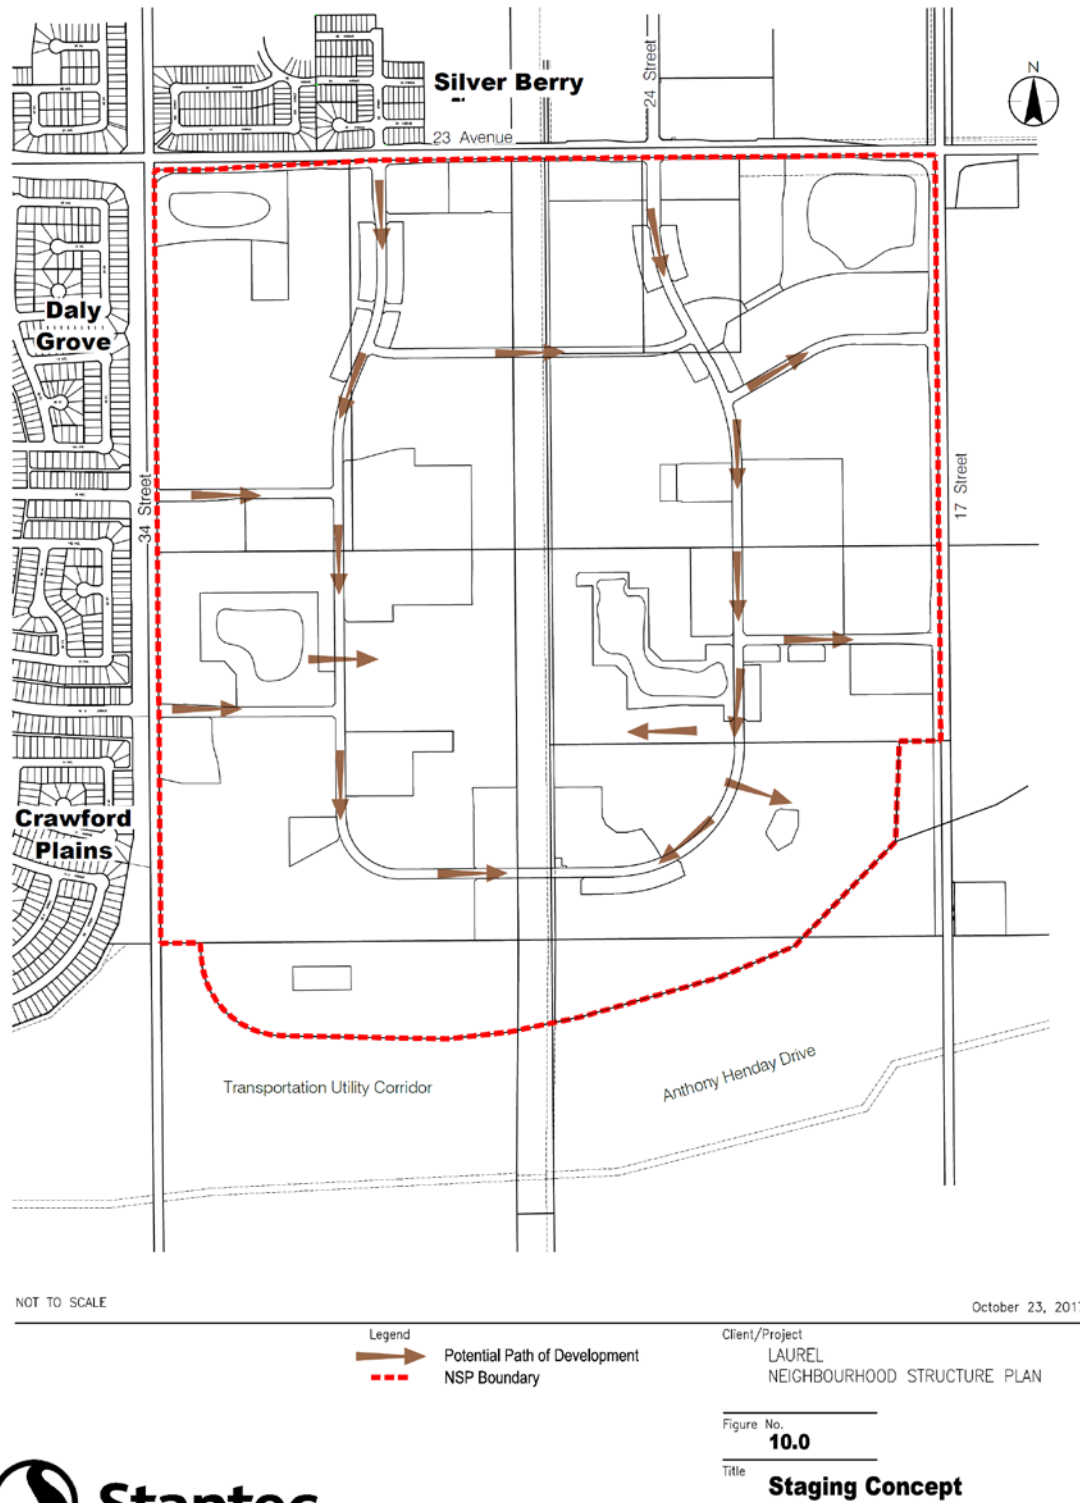 Silver Berry
24 Street
N
23 Avenue
Daly
Grove
34 Street
17 Street
Crawford
Plains
Transportation Utility Corridor
Anthony Henday Drive
NOT TO SCALE
October 23, 2017
Legend
Potential Path of Development
NSP Boundary
Client/Project
LAUREL
NEIGHBOURHOOD STRUCTURE PLAN
Figure No.
10.0
Title
Staging Concept
Stantec